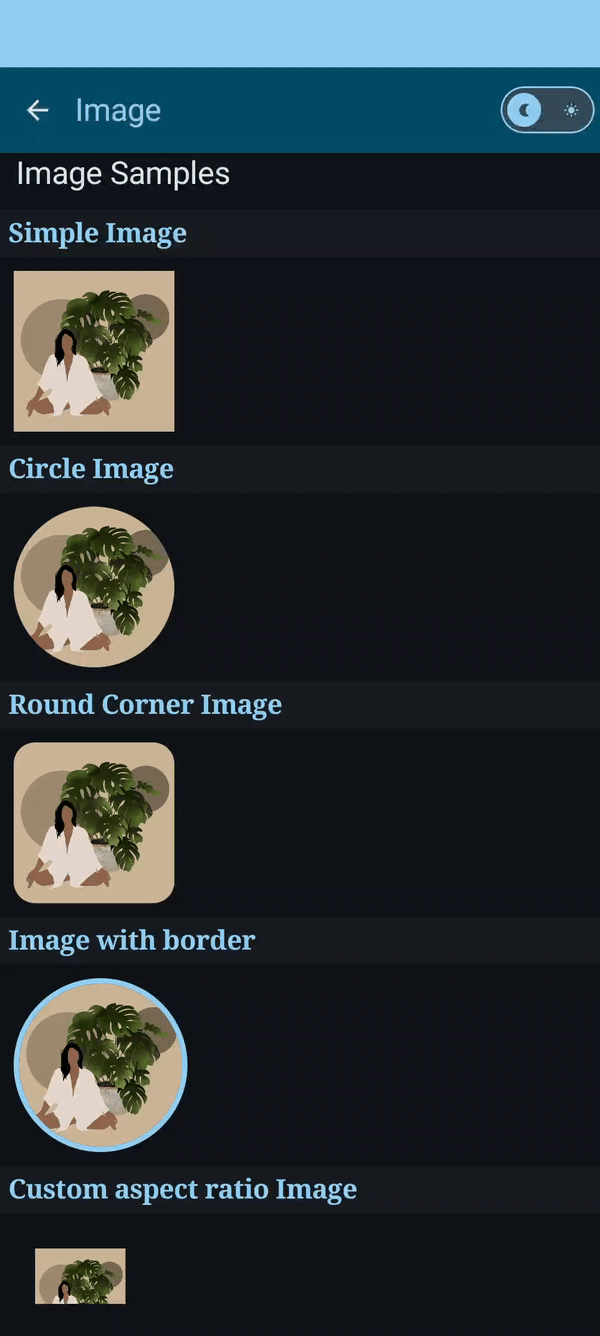 Image
Image Samples
Simple Image
Circle Image
Round Corner Image
Image with border
Custom aspect ratio Image